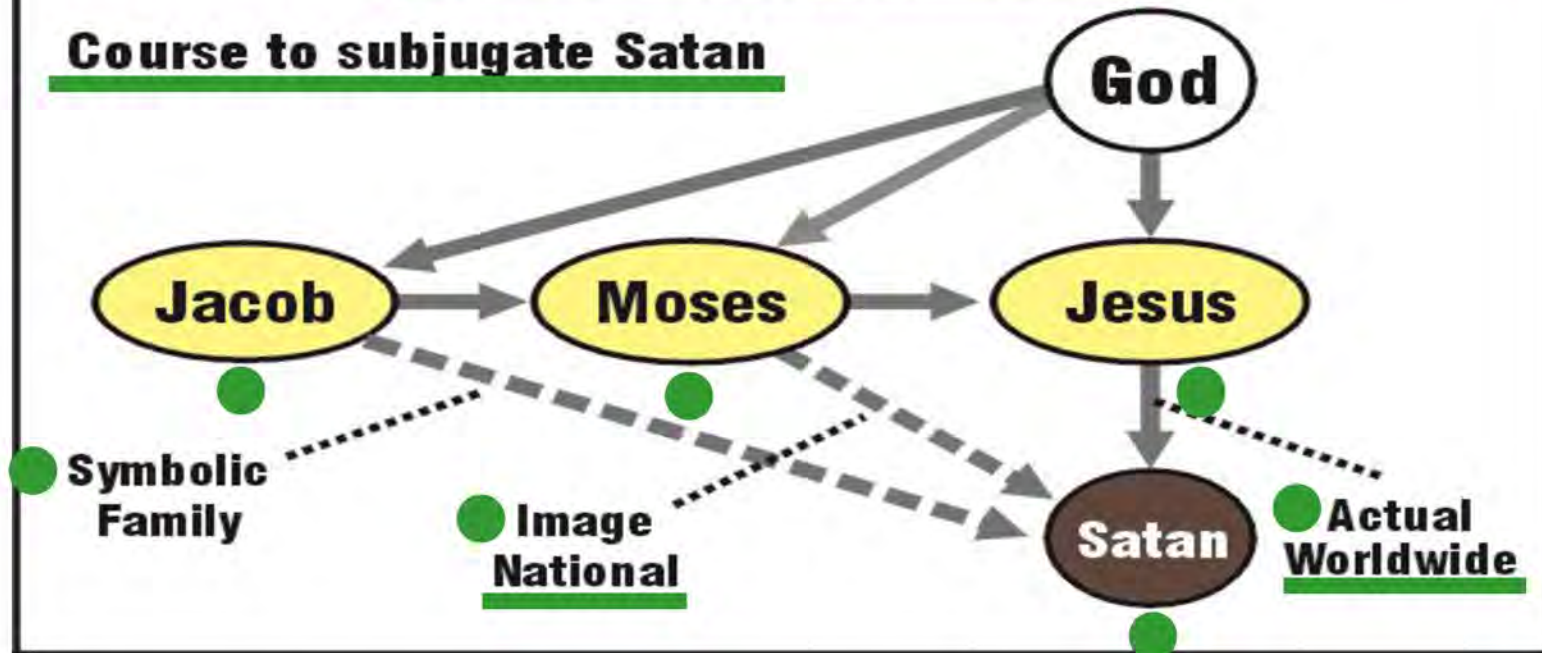 Course to subjugate Satan
God
Jacob
Moses
Jesus
Symbolic
Family
Image
National
Satan
Actual
Worldwide